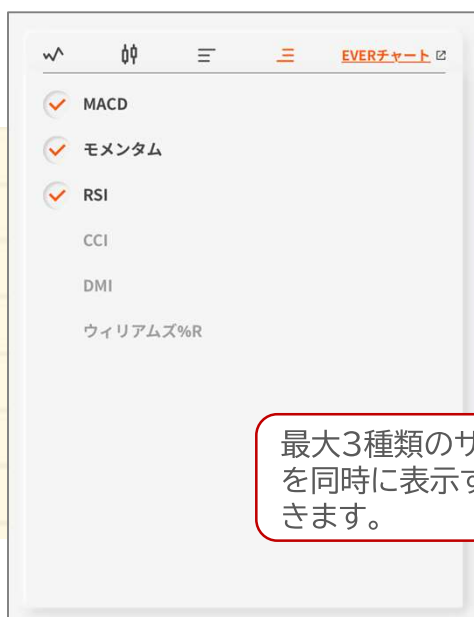 EVERチャート
MACD
モメンタム
RSI
CCI
DMI
ウィリアムズ%R
最大3種類のサ
を同時に表示す
きます。